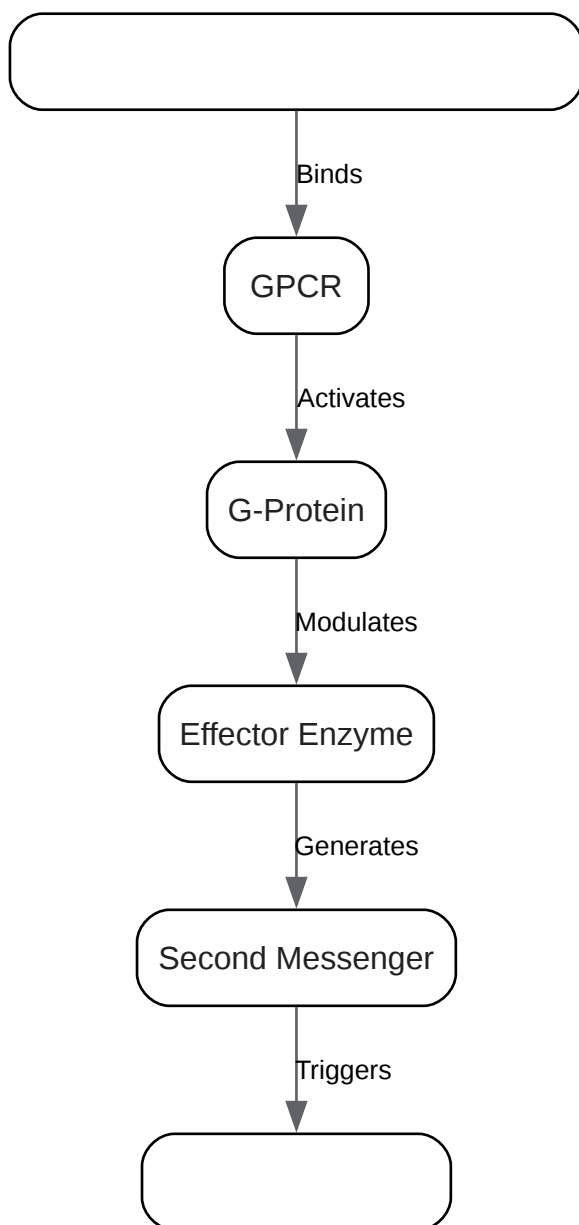 Binds
GPCR
Activates
G-Protein
Modulates
Effector Enzyme
Generates
Second Messenger
Triggers